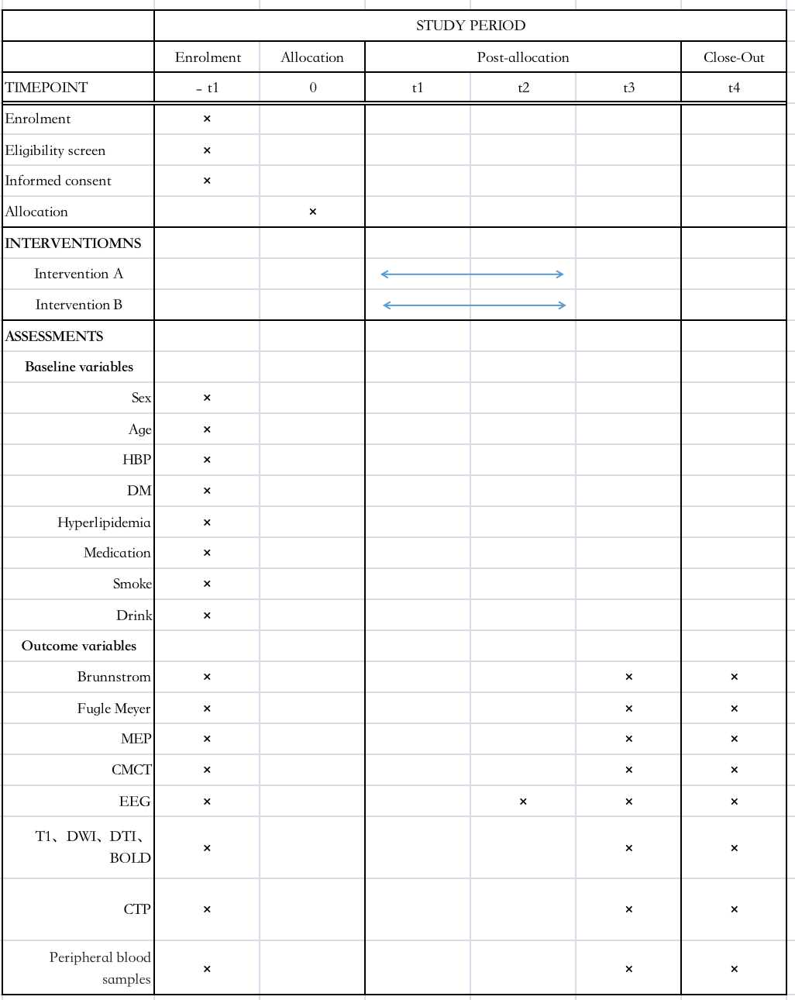 STUDY PERIOD
Enrolment Allocation Post-allocation Close-Out
TIMEPOINT - t1 0 t1 t2 t3 t4
Enrolment ×
Eligibility screen ×
Informed consent ×
Allocation ×
INTERVENTIOMNS
Intervention A
Intervention B
ASSESSMENTS
Baseline variables
Sex ×
Age ×
HBP ×
DM ×
Hyperlipidemia ×
Medication ×
Smoke ×
Drink ×
Outcome variables
Brunnstrom × × ×
Fugle Meyer × × ×
MEP × × ×
CMCT × × ×
EEG × × × ×
T1、DWI、DTI、
BOLD × × ×
CTP × × ×
Peripheral blood
samples × × ×